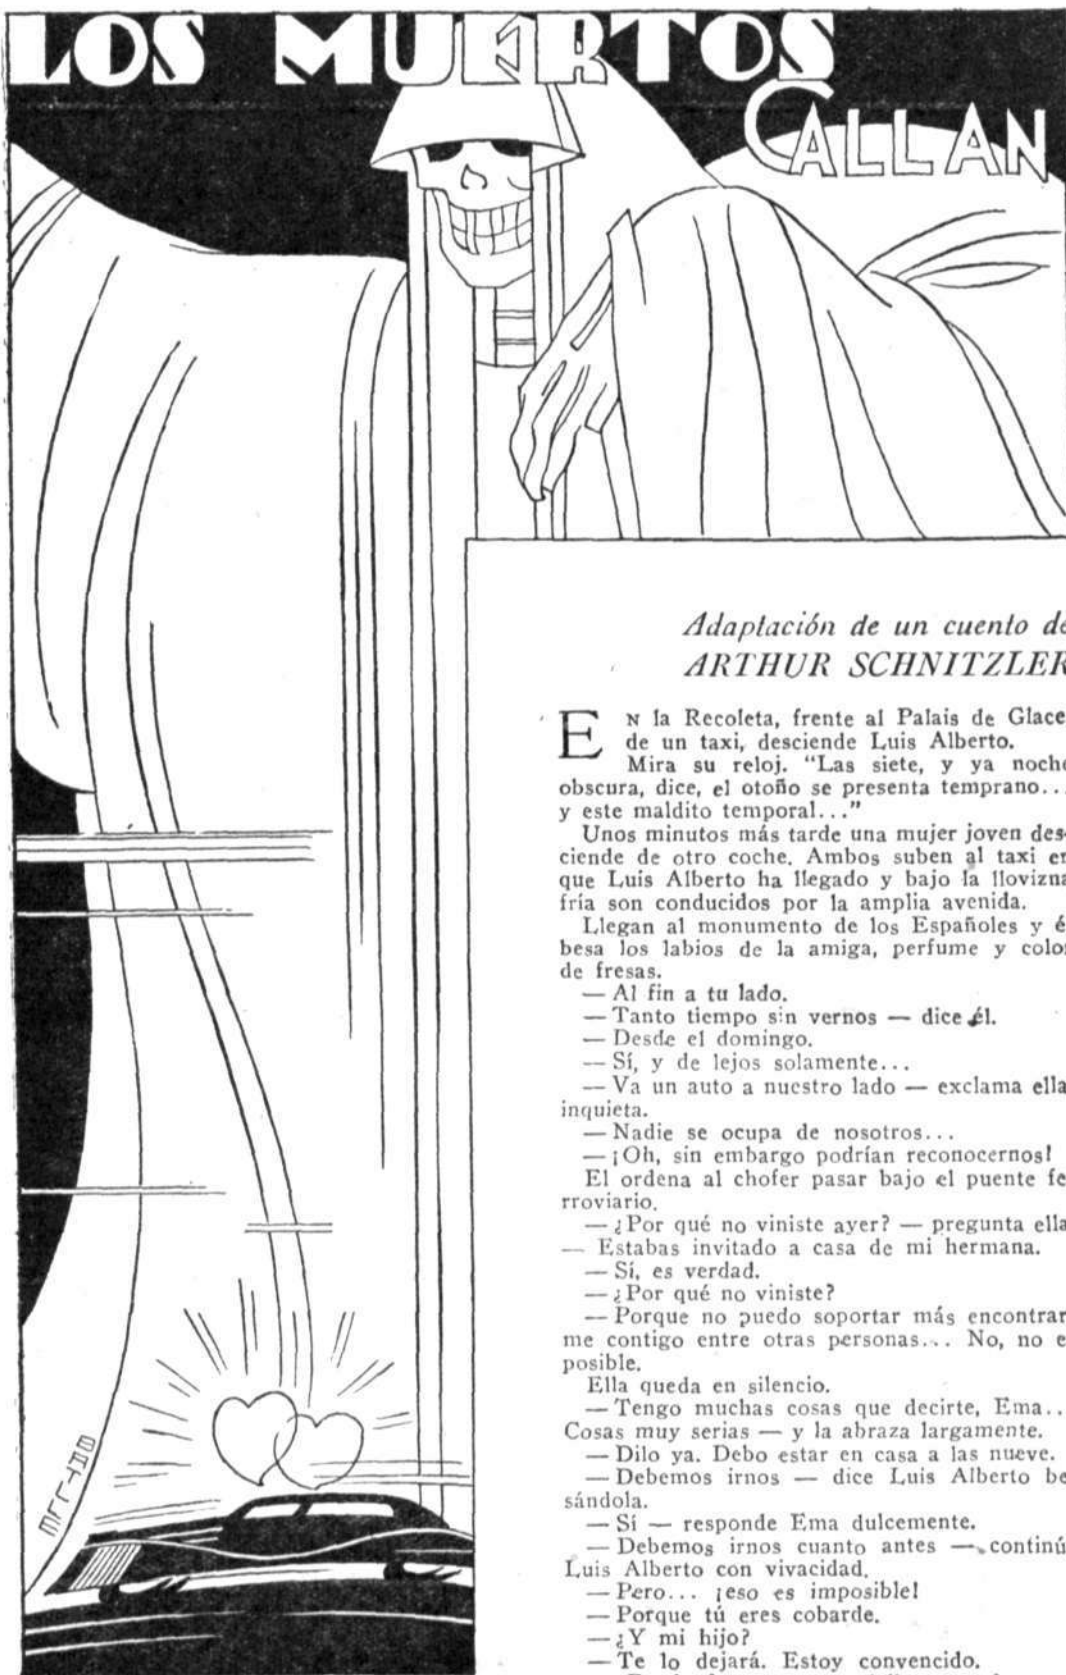 LOS MUERTOS
CALLAN
Adaptación de un cuento de
ARTHUR SCHNITZLER
EN la Recoleta, frente al Palais de Glace
de un taxi, desciende Luis Alberto.
Mira su reloj. “Las siete, y ya noche
obscura, dice, el otoño se presenta temprano...
y este maldito temporal...”
Unos minutos más tarde una mujer joven des-
ciende de otro coche. Ambos suben al taxi en
que Luis Alberto ha llegado y bajo la llovizna
fría son conducidos por la amplia avenida.
Llegan al monumento de los Españoles y é
besa los labios de la amiga, perfume y color
de fresas.
— Al fin a tu lado.
— Tanto tiempo sin vernos — dice él.
— Desde el domingo.
— Sí, y de lejos solamente...
— Va un auto a nuestro lado — exclama ella
inquieta.
— Nadie se ocupa de nosotros...
— ¡Oh, sin embargo podrían reconocernos!
El ordena al chofer pasar bajo el puente fe
rroviario.
— ¿Por qué no viniste ayer? — pregunta ella
— Estabas invitado a casa de mi hermana.
— Sí, es verdad.
— ¿Por qué no viniste?
— Porque no puedo soportar más encontrar
me contigo entre otras personas... No, no e
posible.
Ella queda en silencio.
— Tengo muchas cosas que decirte, Ema..
Cosas muy serias — y la abraza largamente.
— Dilo ya. Debo estar en casa a las nueve.
— Debemos irnos — dice Luis Alberto be
sándola.
— Sí — responde Ema dulcemente.
— Debemos irnos cuanto antes — continú
Luis Alberto con vivacidad.
— Pero... ¡eso es imposible!
— Porque tú eres cobarde.
— ¿Y mi hijo?
— Te lo dejará. Estoy convencido.
BATLLE